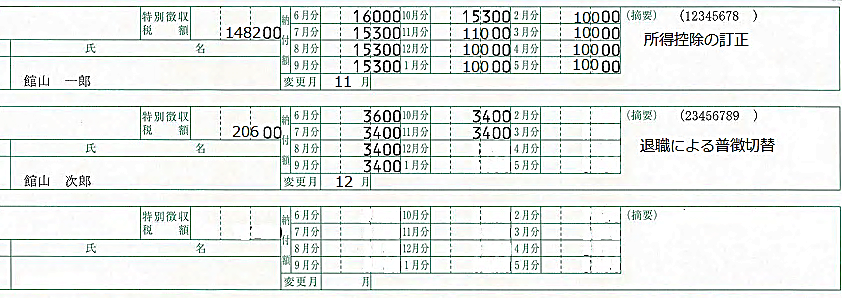 特別徴収 税額 148200 納付額 6月分 16000 10月分 15300 2月分 10000 (摘要) (12345678 )
7月分 15300 11月分 11000 3月分 10000 所得控除の訂正
氏 名 8月分 15300 12月分 10000 4月分 10000
9月分 15300 1月分 10000 5月分 10000
館山 一郎 変更月 11 月
特別徴収 税額 20600 納付額 6月分 3600 10月分 3400 2月分 (摘要) (23456789 )
7月分 3400 11月分 3400 3月分
氏 名 8月分 3400 12月分 4月分 退職による普徴切替
9月分 3400 1月分 5月分
館山 次郎 変更月 12 月
特別徴収 税額 納付額 6月分 10月分 2月分 (摘要)
7月分 11月分 3月分
氏 名 8月分 12月分 4月分
9月分 1月分 5月分
変更月 月